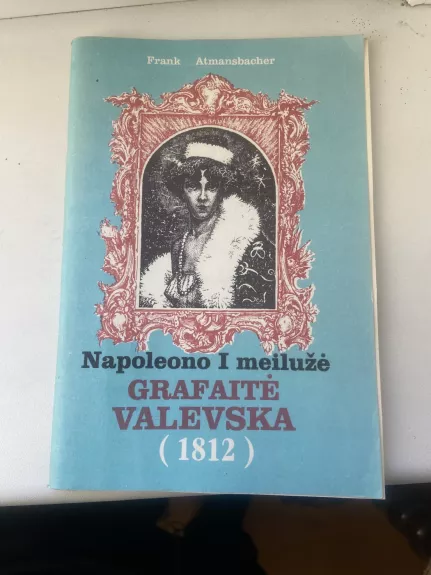 Frank Atmansbacher
Napoleono I meilužė
GRAFAITĖ
VALEVSKA
( 1812 )